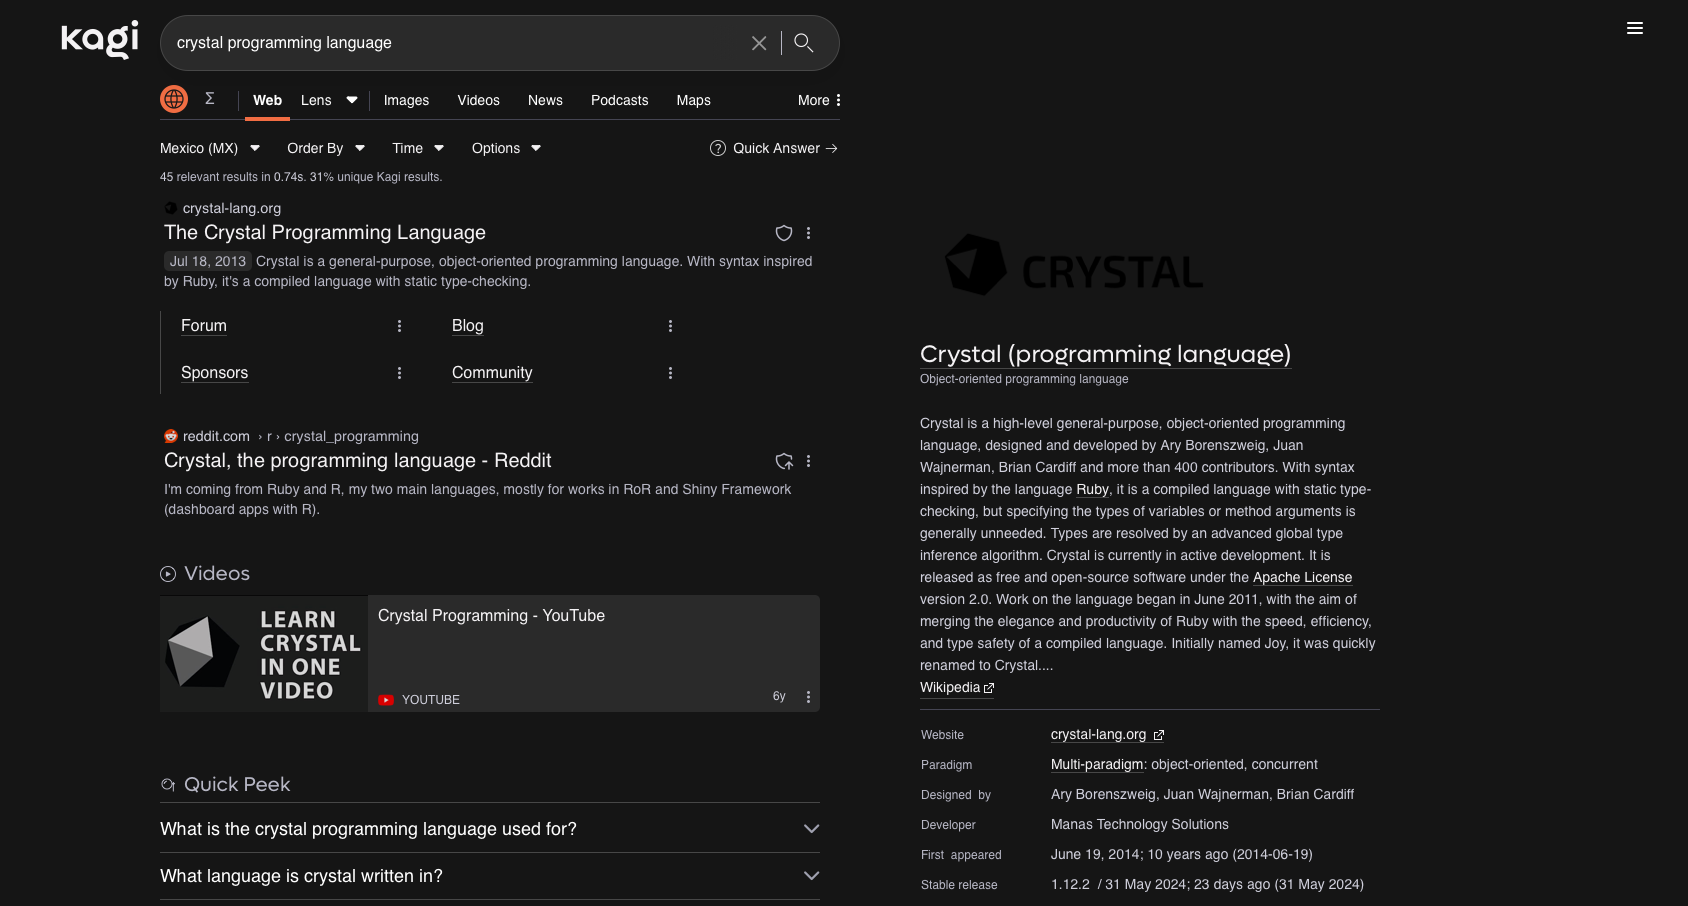 kagi
crystal programming language
Σ
Web
Lens
Images
Videos
News
Podcasts
Maps
More
Mexico (MX)
Order By
Time
Options
Quick Answer
45 relevant results in 0.74s. 31% unique Kagi results.
crystal-lang.org
The Crystal Programming Language
Jul 18, 2013 Crystal is a general-purpose, object-oriented programming language. With syntax inspired
by Ruby, it's a compiled language with static type-checking.
Forum
Blog
Sponsors
Community
reddit.com › r › crystal_programming
Crystal, the programming language - Reddit
I'm coming from Ruby and R, my two main languages, mostly for works in RoR and Shiny Framework
(dashboard apps with R).
Videos
LEARN
CRYSTAL
IN ONE
VIDEO
Crystal Programming - YouTube
YOUTUBE
6y
Quick Peek
What is the crystal programming language used for?
What language is crystal written in?
CRYSTAL
Crystal (programming language)
Object-oriented programming language
Crystal is a high-level general-purpose, object-oriented programming
language, designed and developed by Ary Borenszweig, Juan
Wajnerman, Brian Cardiff and more than 400 contributors. With syntax
inspired by the language Ruby, it is a compiled language with static type-
checking, but specifying the types of variables or method arguments is
generally unneeded. Types are resolved by an advanced global type
inference algorithm. Crystal is currently in active development. It is
released as free and open-source software under the Apache License
version 2.0. Work on the language began in June 2011, with the aim of
merging the elegance and productivity of Ruby with the speed, efficiency,
and type safety of a compiled language. Initially named Joy, it was quickly
renamed to Crystal....
Wikipedia
Website crystal-lang.org
Paradigm Multi-paradigm: object-oriented, concurrent
Designed by Ary Borenszweig, Juan Wajnerman, Brian Cardiff
Developer Manas Technology Solutions
First appeared June 19, 2014; 10 years ago (2014-06-19)
Stable release 1.12.2 / 31 May 2024; 23 days ago (31 May 2024)